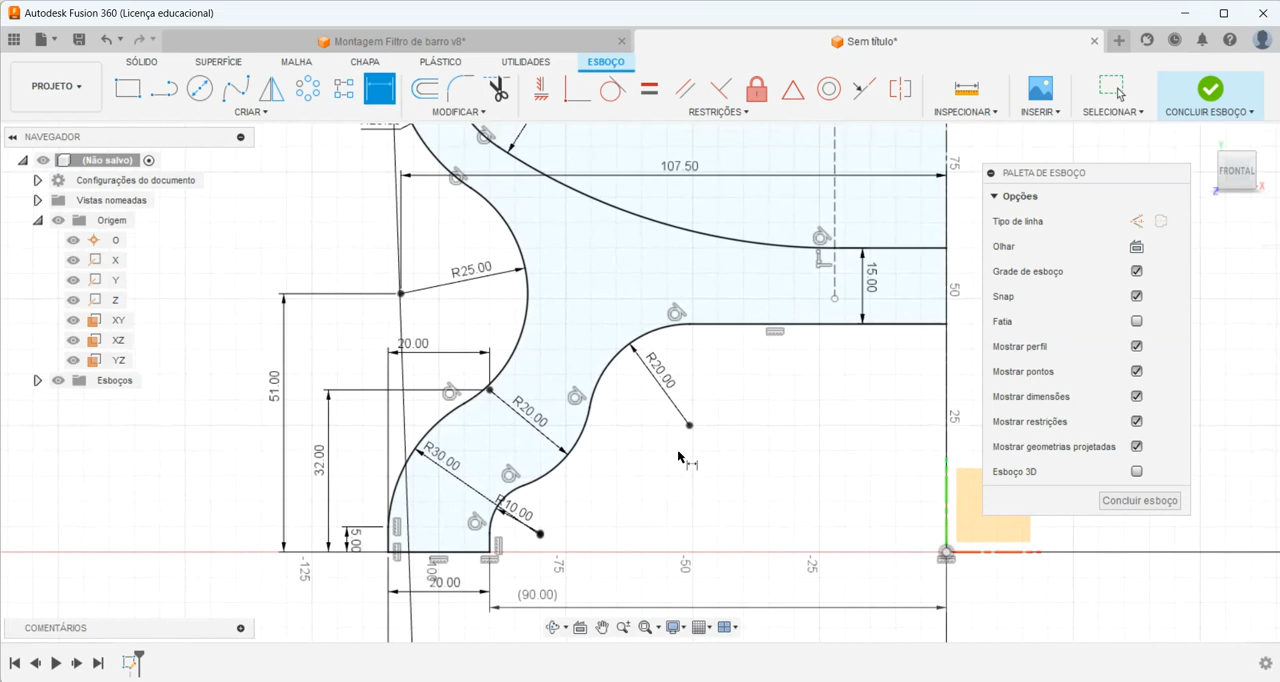 Autodesk Fusion 360 (Licença educacional)
Montagem Filtro de barro v8*
Sem título*
SÓLIDO SUPERFÍCIE MALHA CHAPA PLÁSTICO UTILIDADES ESBOÇO
PROJETO
CRIAR MODIFICAR RESTRIÇÕES INSPECIONAR INSERIR SELECIONAR CONCLUIR ESBOÇO
NAVEGADOR
(Não salvo)
Configurações do documento
Vistas nomeadas
Origem
O
X
Y
Z
XY
XZ
YZ
Esboços
107.50
75
R25.00
15.00
50
20.00
R20.00
51.00
R20.00
25
32.00
R30.00
R10.00
5.00
-125
-100
-75
-50
-25
20.00
(90.00)
FRONTAL
Y
X
Z
PALETA DE ESBOÇO
Opções
Tipo de linha
Olhar
Grade de esboço
Snap
Fatia
Mostrar perfil
Mostrar pontos
Mostrar dimensões
Mostrar restrições
Mostrar geometrias projetadas
Esboço 3D
Concluir esboço
COMENTÁRIOS